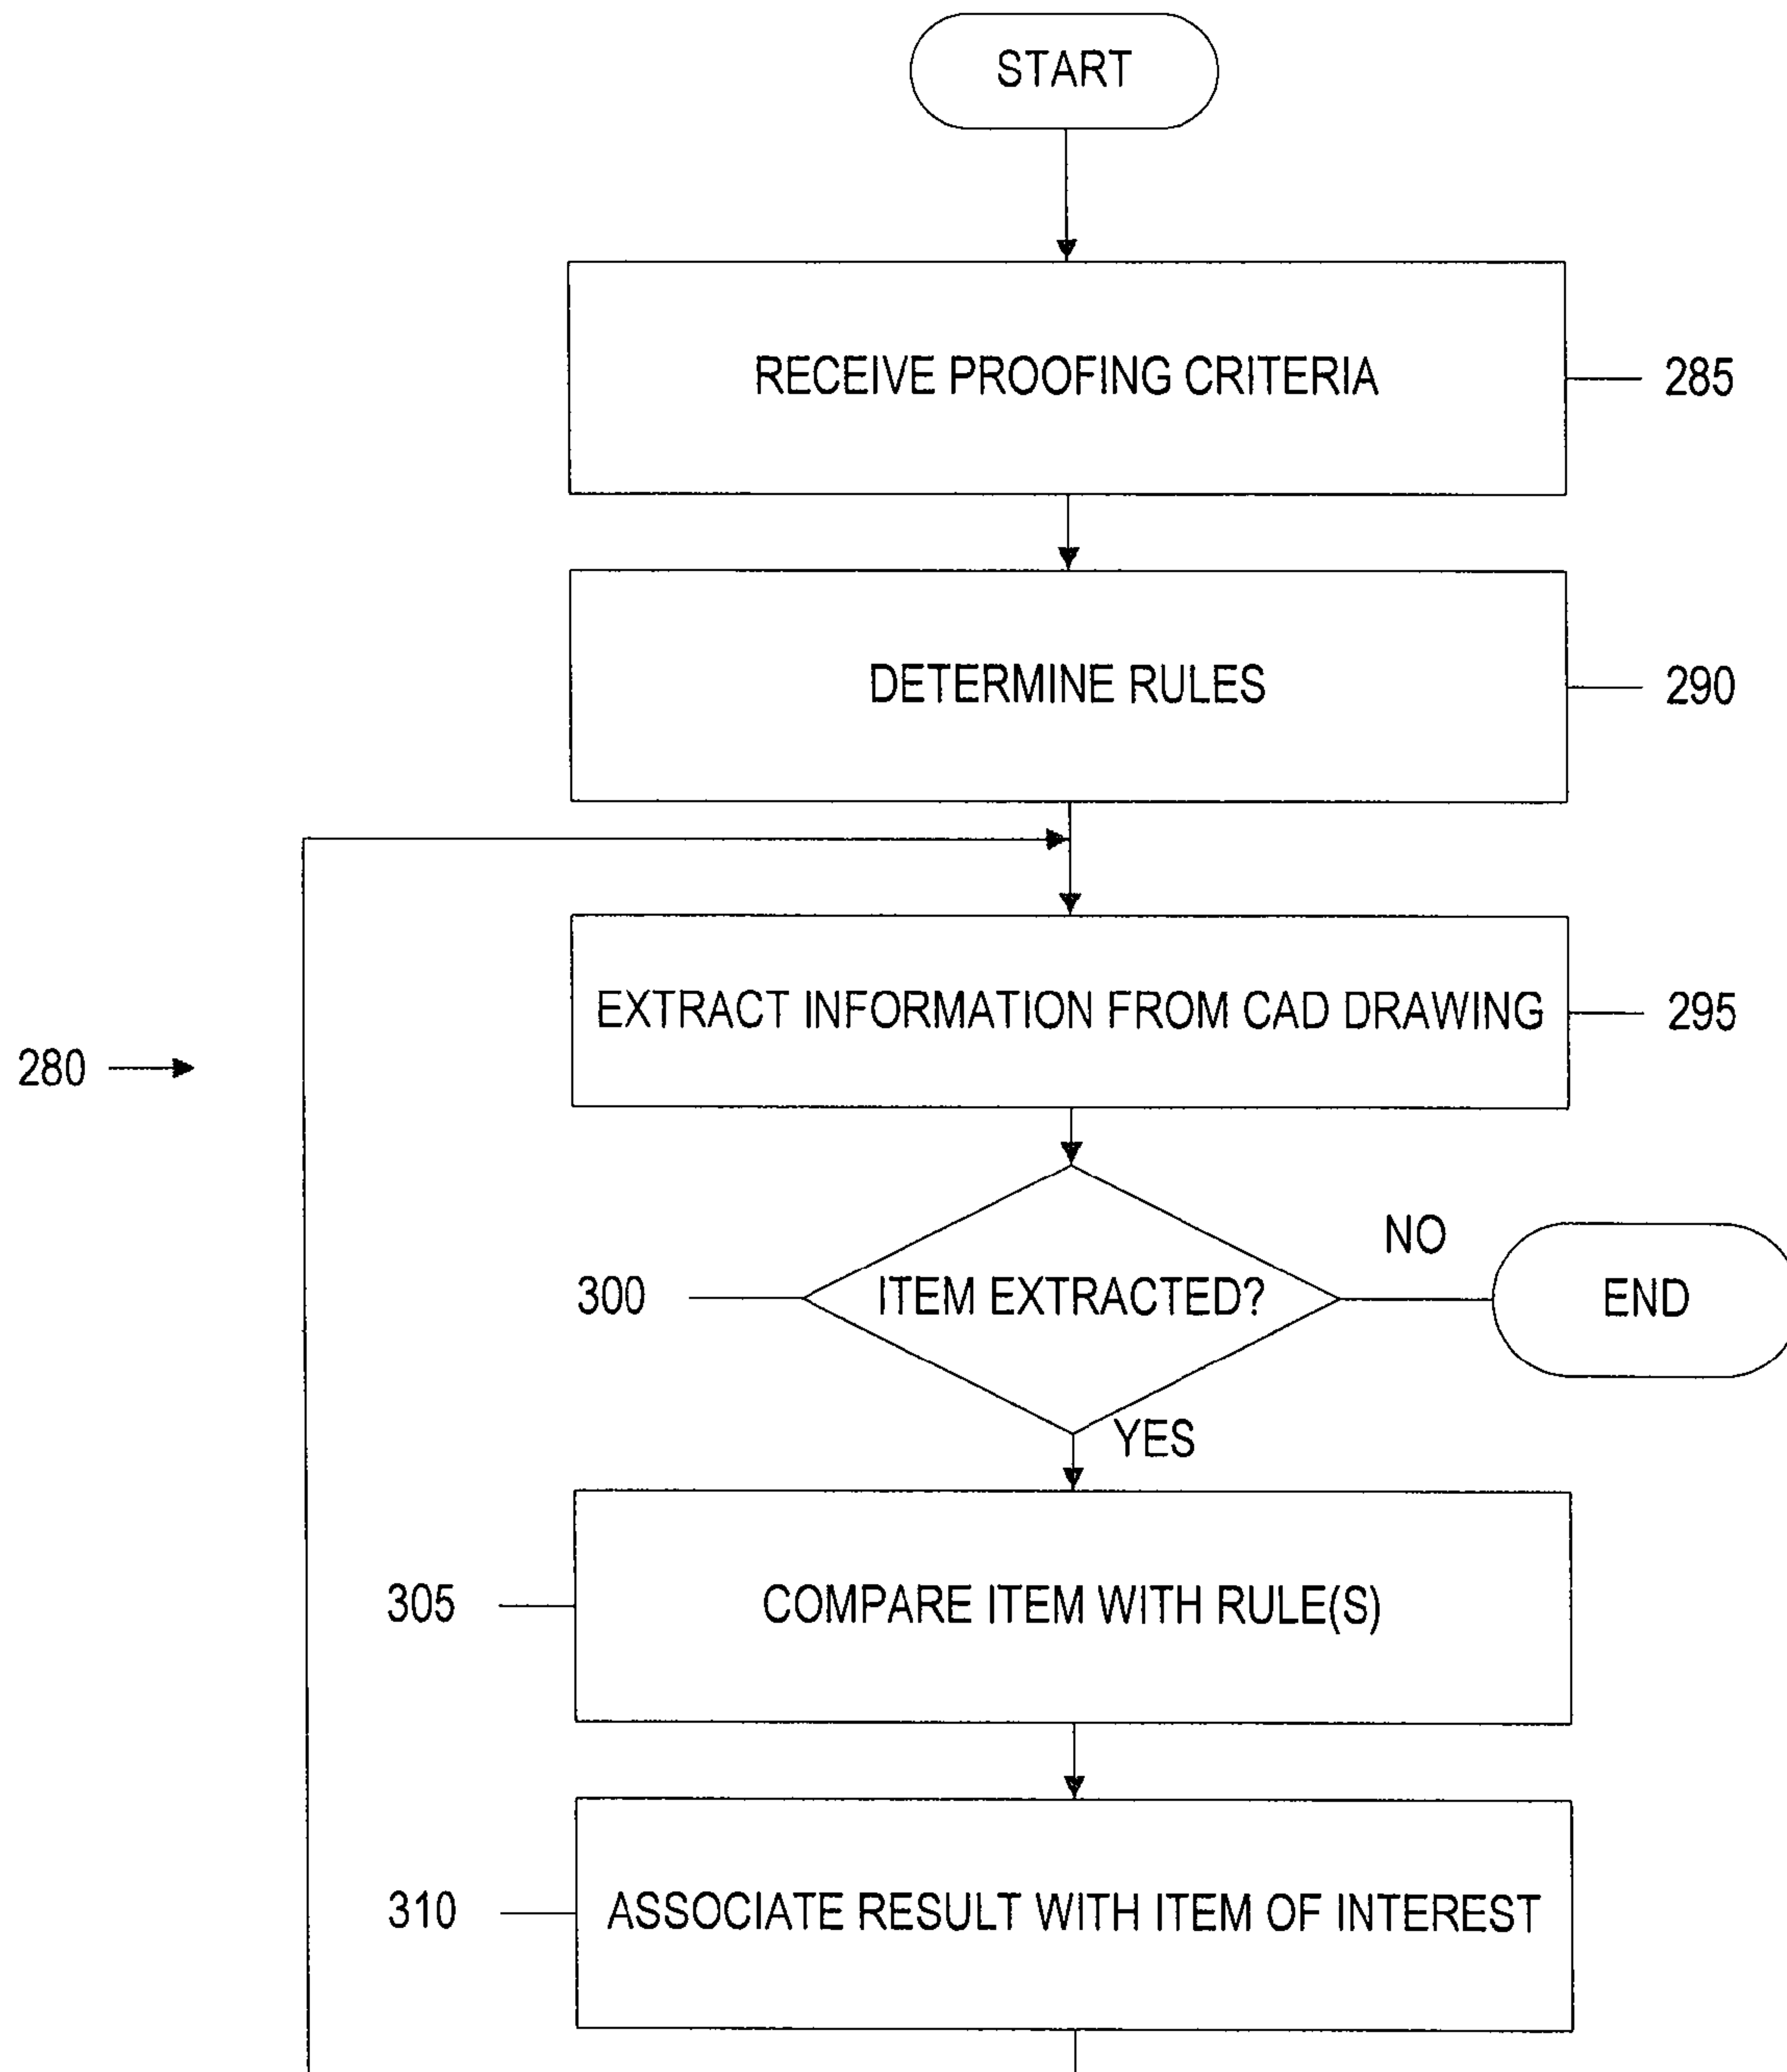 START
RECEIVE PROOFING CRITERIA
285
DETERMINE RULES
290
EXTRACT INFORMATION FROM CAD DRAWING
295
280
NO
300
ITEM EXTRACTED?
END
YES
305
COMPARE ITEM WITH RULE(S)
310
ASSOCIATE RESULT WITH ITEM OF INTEREST